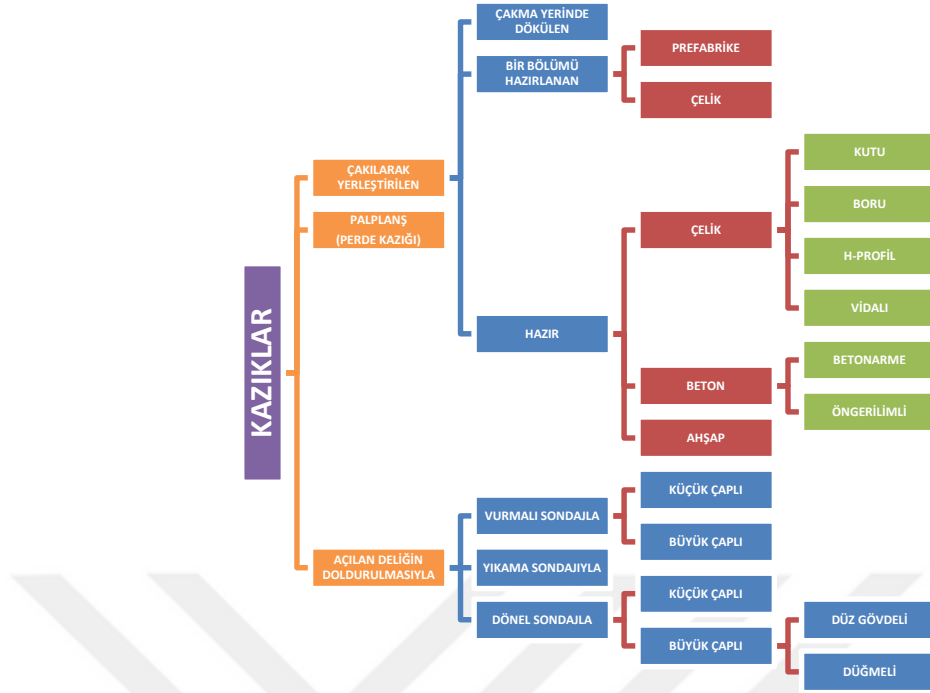 KAZIKLAR
ÇAKILARAK
YERLEŞTİRİLEN
ÇAKMA YERİNDE
DÖKÜLEN
BİR BÖLÜMÜ
HAZIRLANAN
PREFABRİKE
ÇELİK
HAZIR
ÇELİK
KUTU
BORU
H-PROFİL
VİDALI
BETON
BETONARME
ÖNGERİLİMLİ
AHŞAP
PALPLANŞ
(PERDE KAZIĞI)
AÇILAN DELİĞİN
DOLDURULMASIYLA
VURMALI SONDAJLA
KÜÇÜK ÇAPLI
BÜYÜK ÇAPLI
YIKAMA SONDAJIYLA
DÖNEL SONDAJLA
KÜÇÜK ÇAPLI
BÜYÜK ÇAPLI
DÜZ GÖVDELİ
DÜĞMELİ